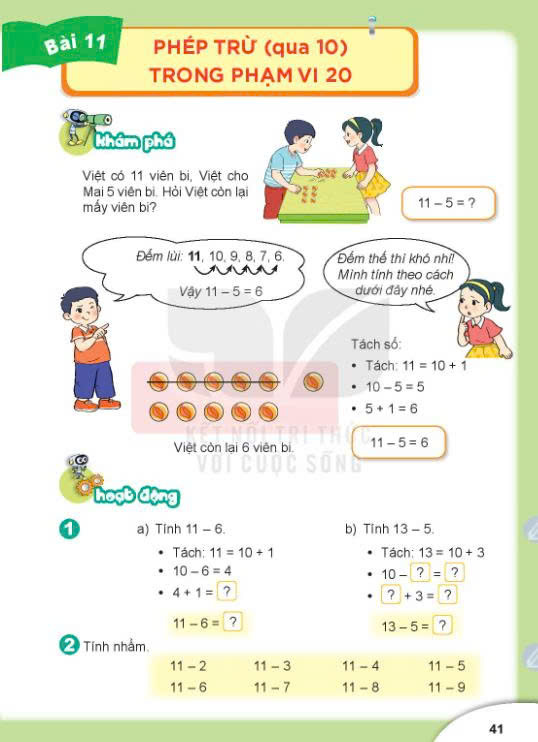 Bài 11
PHÉP TRỪ (qua 10)
TRONG PHẠM VI 20
khám phá
Việt có 11 viên bi, Việt cho
Mai 5 viên bi. Hỏi Việt còn lại
mấy viên bi?
11 – 5 = ?
Đếm lùi: 11, 10, 9, 8, 7, 6.
Vậy 11 – 5 = 6
Đếm thế thì khó nhỉ!
Mình tính theo cách
dưới đây nhé.
Tách số:
• Tách: 11 = 10 + 1
• 10 – 5 = 5
• 5 + 1 = 6
11 – 5 = 6
Việt còn lại 6 viên bi.
KẾT NỐI TRI THỨC
VỚI CUỘC SỐNG
hoạt động
1
a) Tính 11 – 6.
• Tách: 11 = 10 + 1
• 10 – 6 = 4
• 4 + 1 = ?
11 – 6 = ?
b) Tính 13 – 5.
• Tách: 13 = 10 + 3
• 10 – ? = ?
• ? + 3 = ?
13 – 5 = ?
2 Tính nhẩm.
11 – 2 11 – 3 11 – 4 11 – 5
11 – 6 11 – 7 11 – 8 11 – 9
41